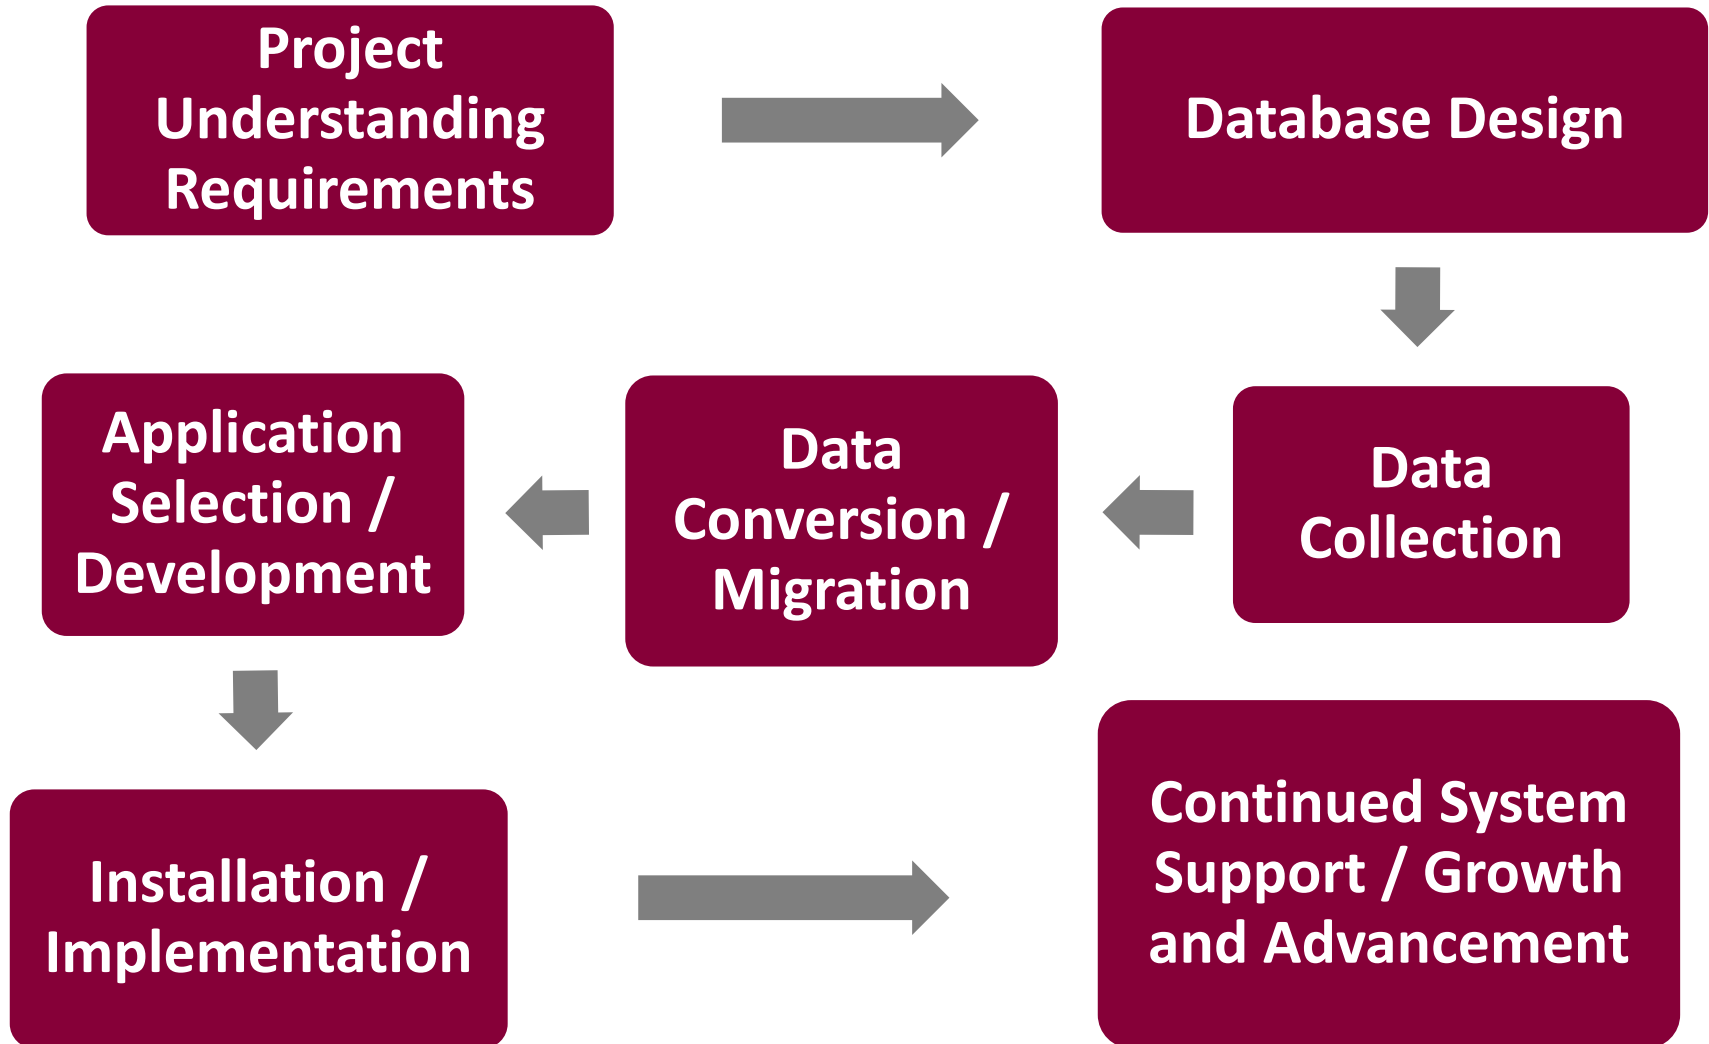 Project
Understanding
Requirements
Database Design
Data
Collection
Data
Conversion /
Migration
Application
Selection /
Development
Installation /
Implementation
Continued System
Support / Growth
and Advancement